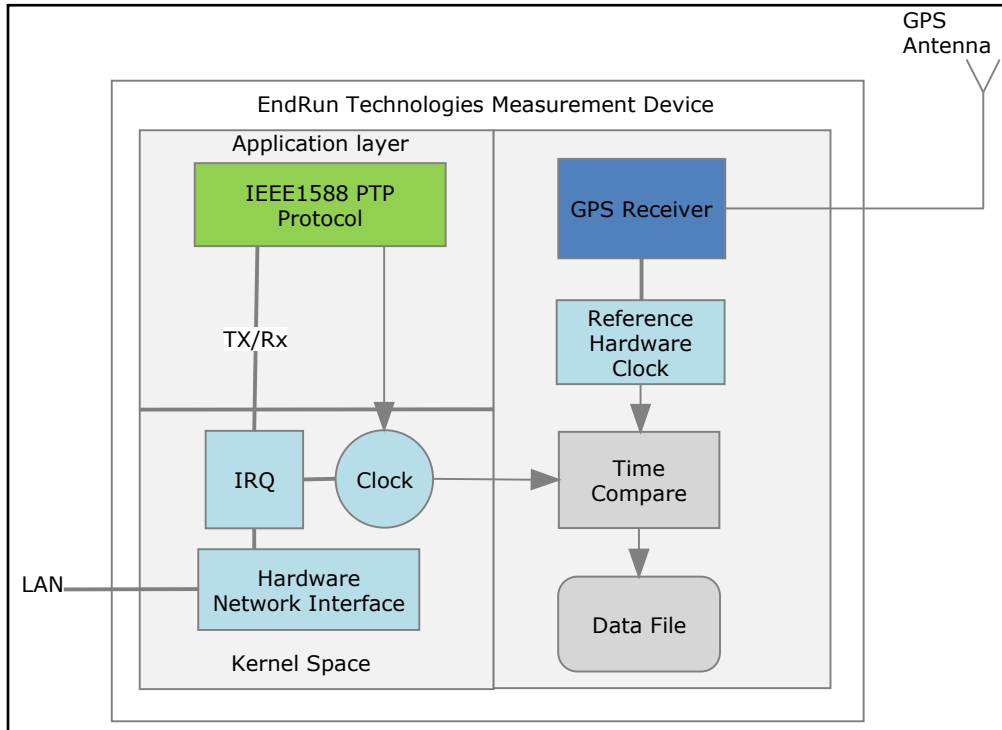 GPS
Antenna
EndRun Technologies Measurement Device
Application layer
IEEE1588 PTP
Protocol
GPS Receiver
TX/Rx
Reference
Hardware
Clock
IRQ
Clock
Time
Compare
LAN
Hardware
Network Interface
Data File
Kernel Space